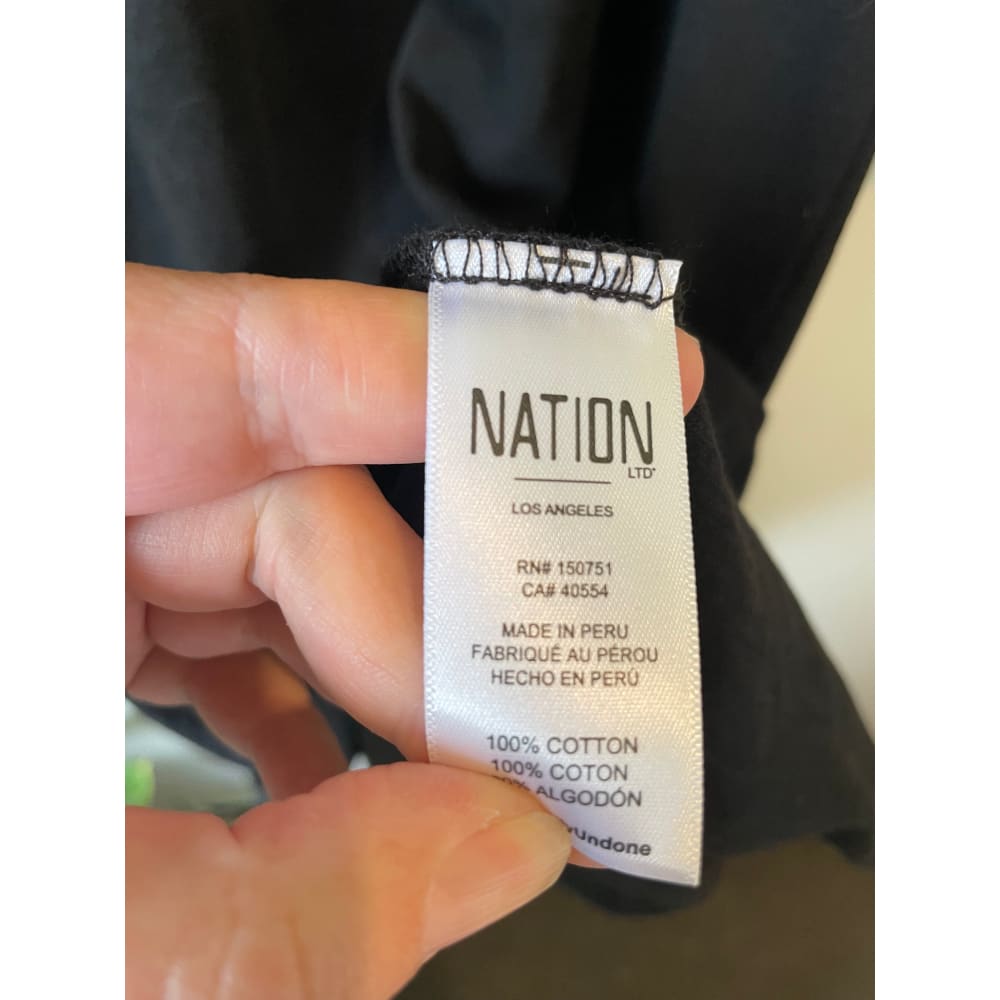 NATION
LTD
LOS ANGELES
RN# 150751
CA# 40554
MADE IN PERU
FABRIQUÉ AU PÉROU
HECHO EN PERÚ
100% COTTON
100% COTON
ALGODÓN